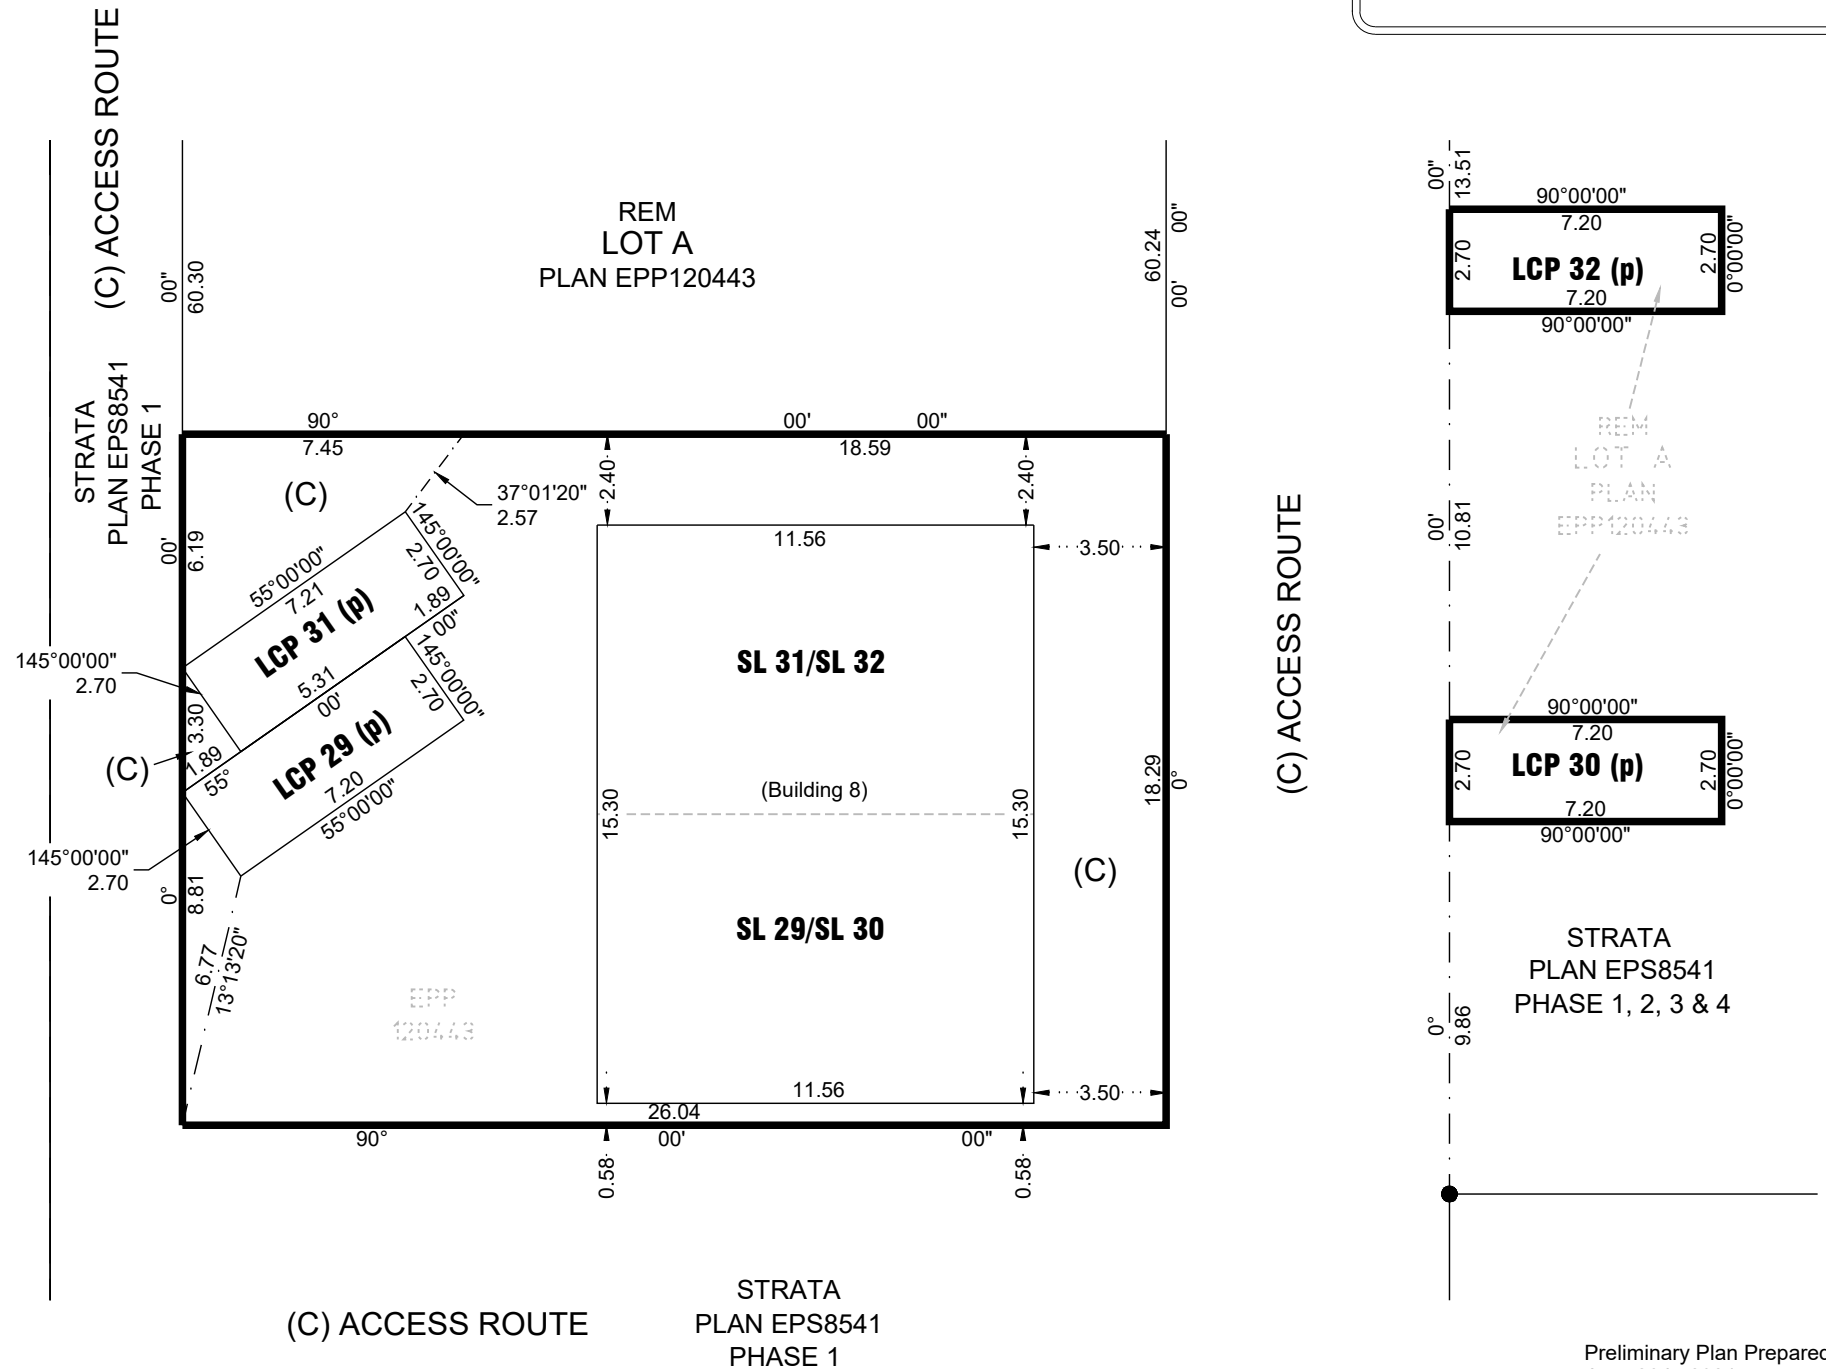 (C) ACCESS ROUTE
00"
60.30
REM
LOT A
PLAN EPP120443
60.24
00"
00'
STRATA
PLAN EPS8541
PHASE 1
90°
00'
00"
7.45
18.59
(C)
37°01'20"
2.57
2.40
2.40
11.56
3.50
00'
6.19
55°00'00"
7.21
LCP 31 (p)
145°00'00"
2.70
1.89
00"
145°00'00"
2.70
5.31
00'
145°00'00"
2.70
3.30
(C)
1.89
55°
LCP 29 (p)
7.20
55°00'00"
145°00'00"
2.70
0°
8.81
6.77
13°13'20"
EPP
120443
SL 31/SL 32
(Building 8)
15.30
15.30
SL 29/SL 30
18.29
0°
(C)
11.56
3.50
26.04
90°
00'
00"
0.58
0.58
(C) ACCESS ROUTE
STRATA
PLAN EPS8541
PHASE 1
(C) ACCESS ROUTE
00"
13.51
90°00'00"
7.20
2.70
LCP 32 (p)
2.70
0°00'00"
7.20
90°00'00"
REM
LOT A
PLAN
EPP120443
00'
10.81
90°00'00"
7.20
2.70
LCP 30 (p)
2.70
0°00'00"
7.20
90°00'00"
STRATA
PLAN EPS8541
PHASE 1, 2, 3 & 4
0°
9.86
Preliminary Plan Prepared